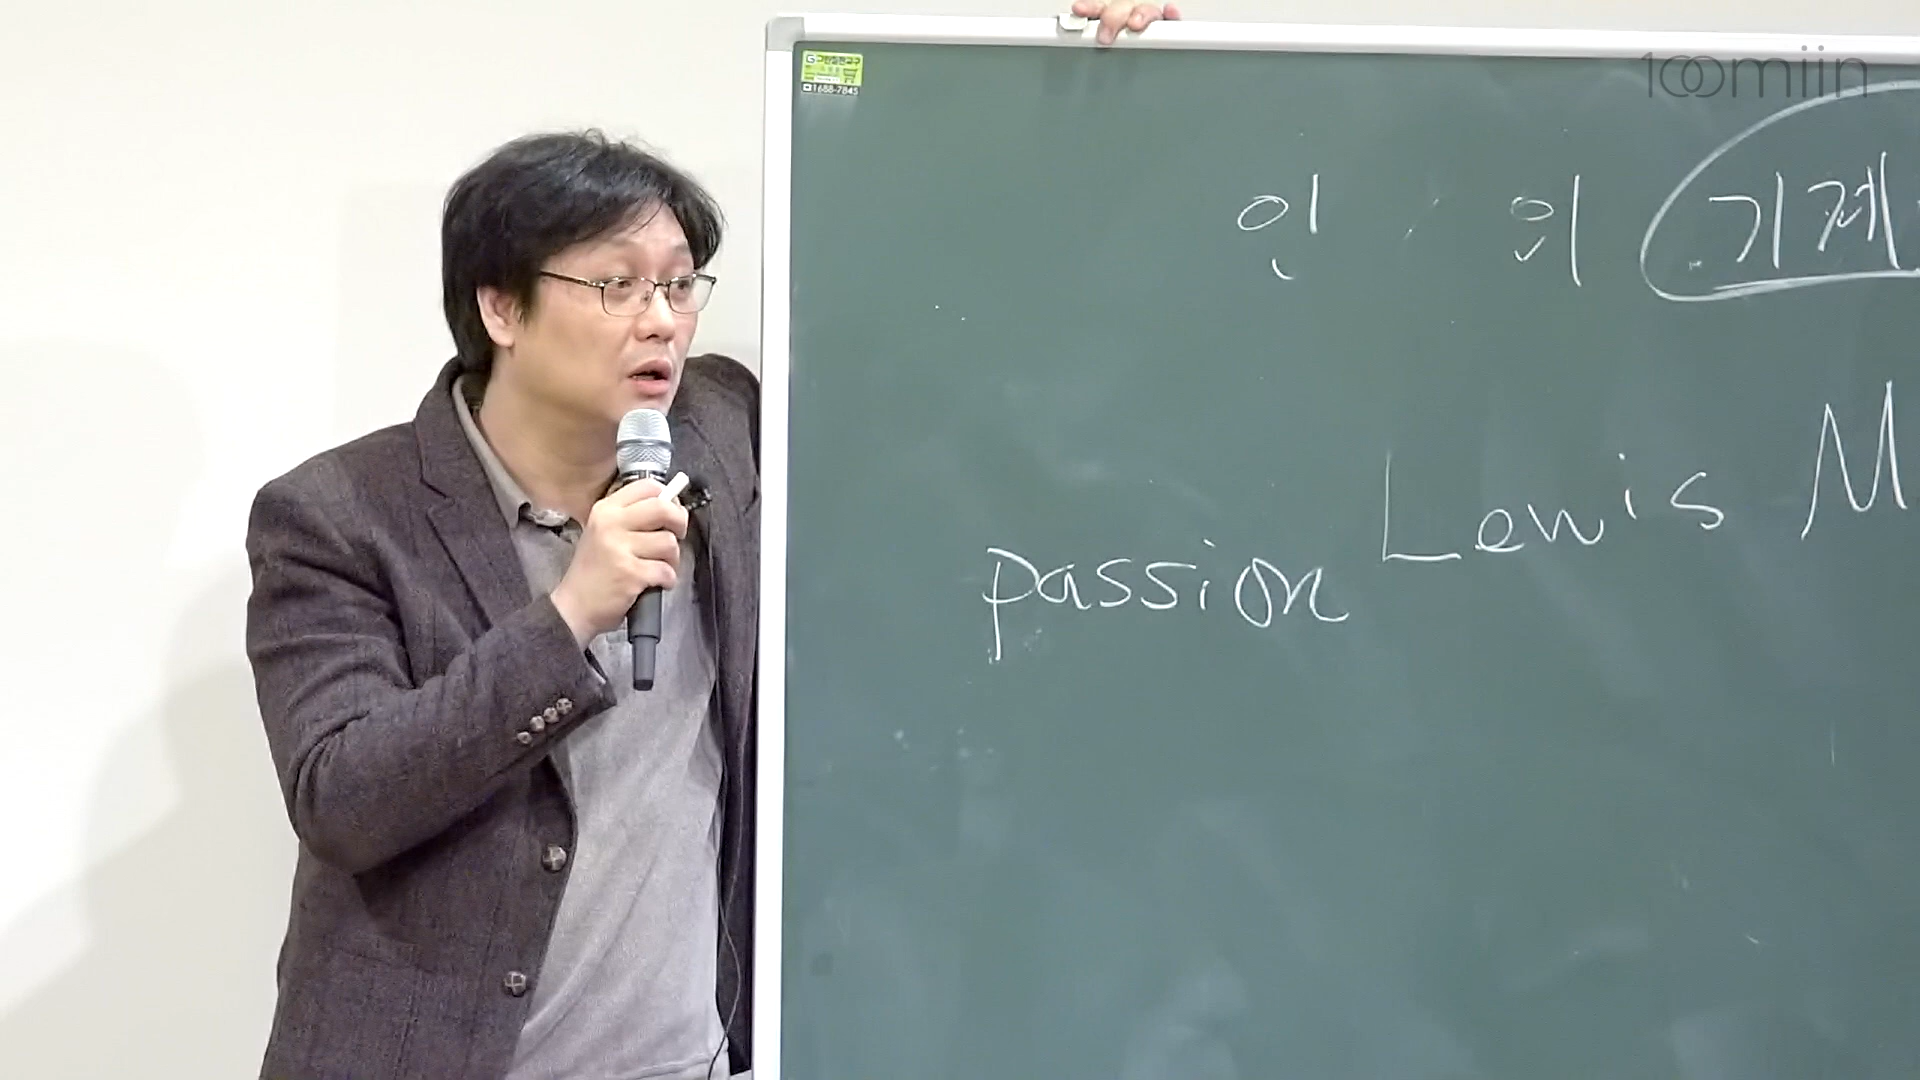 100miin
1688-7845
인 의 기계
Lewis M
passion